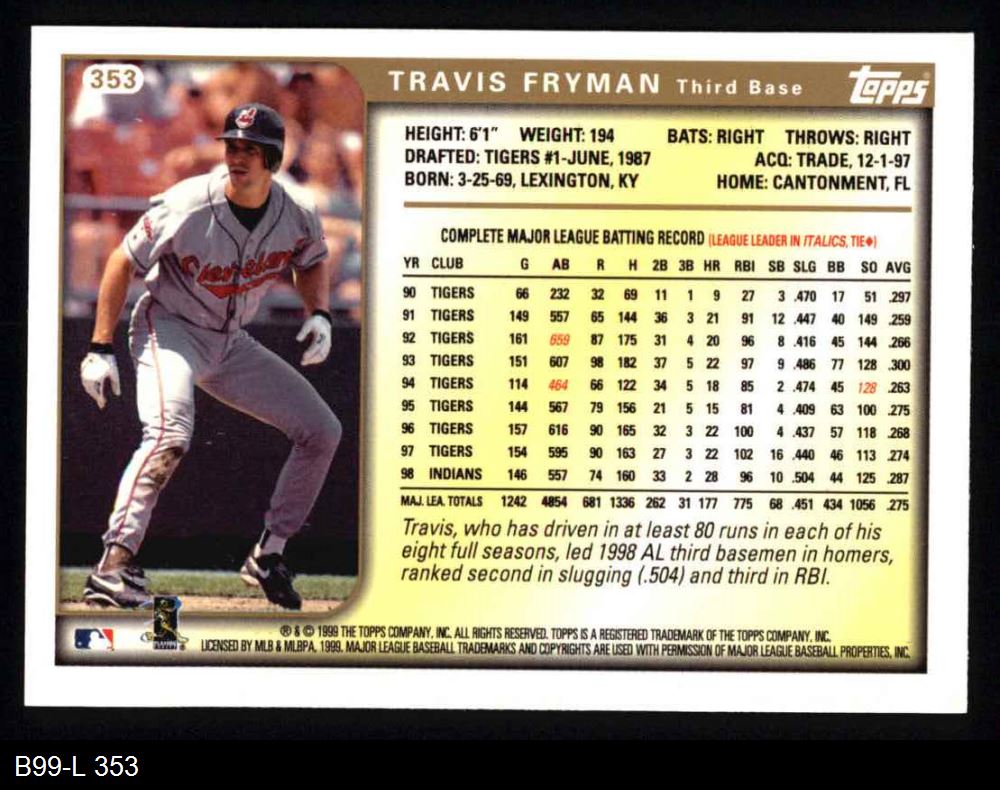 353
TRAVIS FRYMAN Third Base
topps
HEIGHT: 6'1" WEIGHT: 194 BATS: RIGHT THROWS: RIGHT
DRAFTED: TIGERS #1-JUNE, 1987 ACQ: TRADE, 12-1-97
BORN: 3-25-69, LEXINGTON, KY HOME: CANTONMENT, FL
COMPLETE MAJOR LEAGUE BATTING RECORD (LEAGUE LEADER IN ITALICS, TIE♦)
YR CLUB G AB R H 2B 3B HR RBI SB SLG BB SO AVG
90 TIGERS 66 232 32 69 11 1 9 27 3 .470 17 51 .297
91 TIGERS 149 557 65 144 36 3 21 91 12 .447 40 149 .259
92 TIGERS 161 659 87 175 31 4 20 96 8 .416 45 144 .266
93 TIGERS 151 607 98 182 37 5 22 97 9 .486 77 128 .300
94 TIGERS 114 464 66 122 34 5 18 85 2 .474 45 128 .263
95 TIGERS 144 567 79 156 21 5 15 81 4 .409 63 100 .275
96 TIGERS 157 616 90 165 32 3 22 100 4 .437 57 118 .268
97 TIGERS 154 595 90 163 27 3 22 102 16 .440 46 113 .274
98 INDIANS 146 557 74 160 33 2 28 96 10 .504 44 125 .287
MAJ. LEA. TOTALS 1242 4854 681 1336 262 31 177 775 68 .451 434 1056 .275
Travis, who has driven in at least 80 runs in each of his
eight full seasons, led 1998 AL third basemen in homers,
ranked second in slugging (.504) and third in RBI.
® & © 1999 THE TOPPS COMPANY, INC. ALL RIGHTS RESERVED. TOPPS IS A REGISTERED TRADEMARK OF THE TOPPS COMPANY, INC.
LICENSED BY MLB & MLBPA, 1999. MAJOR LEAGUE BASEBALL TRADEMARKS AND COPYRIGHTS ARE USED WITH PERMISSION OF MAJOR LEAGUE BASEBALL PROPERTIES, INC.
Cleveland
B99-L 353